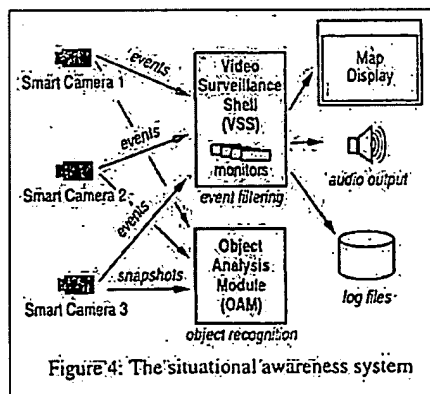 Smart Camera 1
events
Smart Camera 2
events
Smart Camera 3
events
snapshots
Video
Surveillance
Shell
(VSS)
monitors
event filtering
Object
Analysis
Module
(OAM)
object recognition
Map
Display
audio output
log files
Figure 4: The situational awareness system